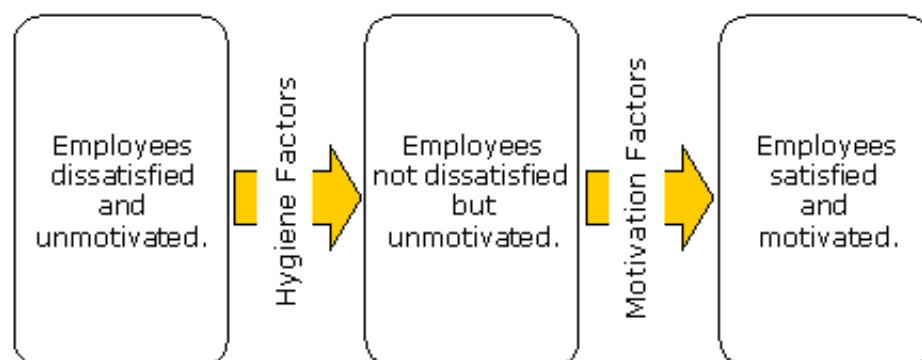 Employees
dissatisfied
and
unmotivated.
Hygiene Factors
Employees
not dissatisfied
but
unmotivated.
Motivation Factors
Employees
satisfied
and
motivated.